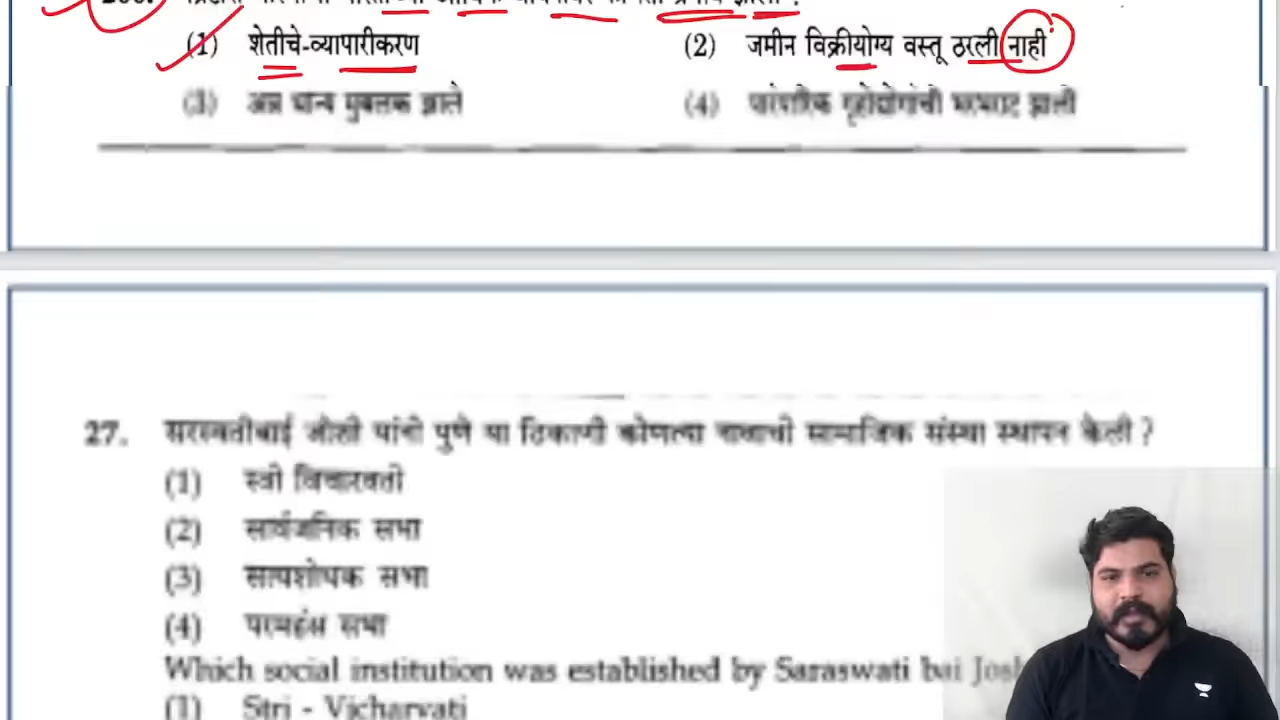 (1) शेतीचे-व्यापारीकरण (2) जमीन विक्रीयोग्य वस्तू ठरली नाही
(3) अन्न धान्य मुबलक झाले (4) पारंपारिक गृहोद्योगांची भरभराट झाली
27. सरस्वतीबाई जोशी यांनी पुणे या ठिकाणी कोणत्या नावाची सामाजिक संस्था स्थापन केली ?
(1) स्त्री विचारवती
(2) सार्वजनिक सभा
(3) सत्यशोधक सभा
(4) परमहंस सभा
Which social institution was established by Saraswati bai Josh
(1) Stri - Vicharvati